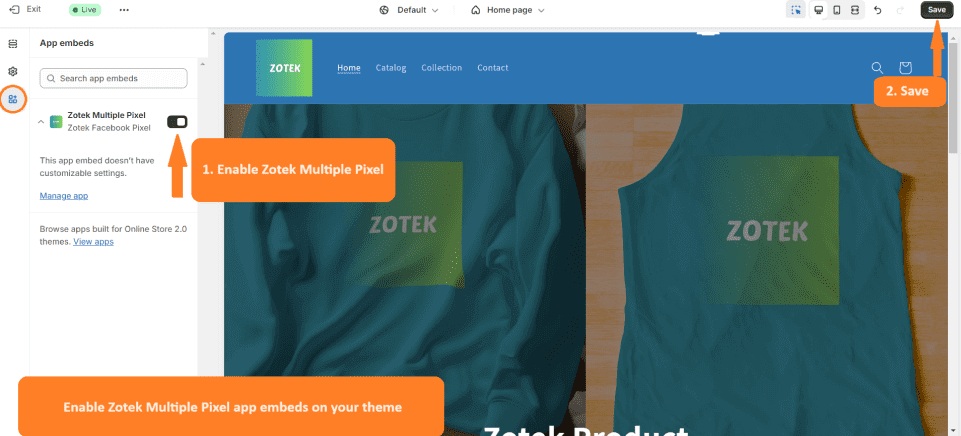 Exit
Live
Default
Home page
Save
App embeds
Search app embeds
Zotek Multiple Pixel
Zotek Facebook Pixel
This app embed doesn't have
customizable settings.
Manage app
Browse apps built for Online Store 2.0
themes. View apps
ZOTEK
Home
Catalog
Collection
Contact
2. Save
1. Enable Zotek Multiple Pixel
ZOTEK
ZOTEK
Enable Zotek Multiple Pixel app embeds on your theme
Zotek Product